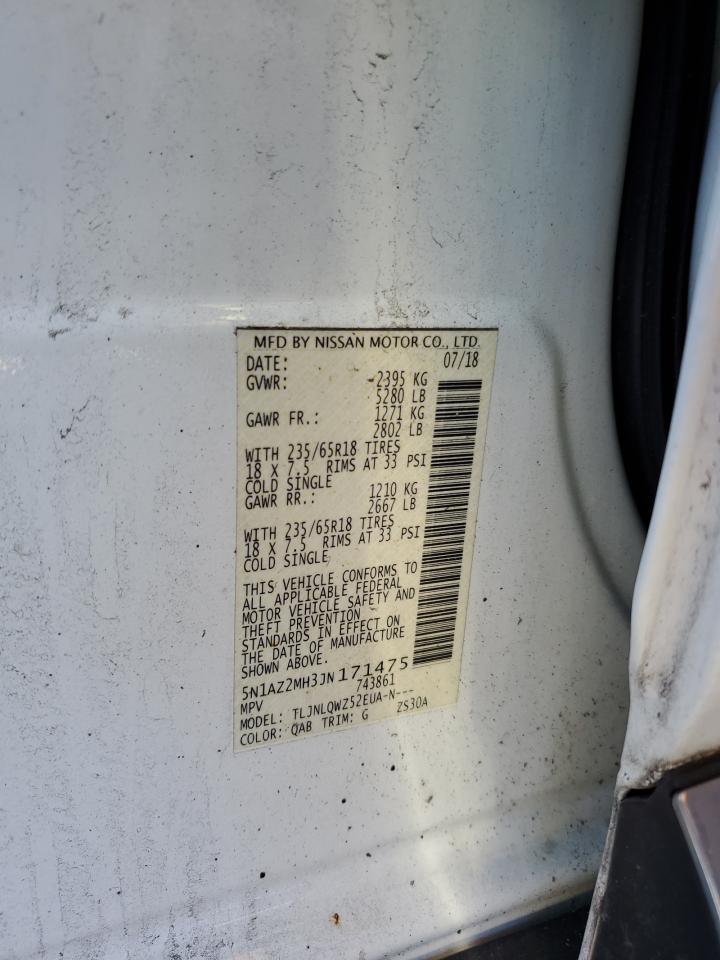 MFD BY NISSAN MOTOR CO., LTD.
DATE: 07/18
GVWR: 2395 KG
5280 LB
GAWR FR.: 1271 KG
2802 LB
WITH 235/65R18 TIRES
18 X 7.5 RIMS AT 33 PSI
COLD SINGLE
GAWR RR.: 1210 KG
2667 LB
WITH 235/65R18 TIRES
18 X 7.5 RIMS AT 33 PSI
COLD SINGLE
THIS VEHICLE CONFORMS TO
ALL APPLICABLE FEDERAL
MOTOR VEHICLE SAFETY AND
THEFT PREVENTION
STANDARDS IN EFFECT ON
THE DATE OF MANUFACTURE
SHOWN ABOVE.
5N1AZ2MH3JN171475
MPV 743861
MODEL: TLJNLQWZ52EUA-N---
COLOR: QAB TRIM: G ZS30A